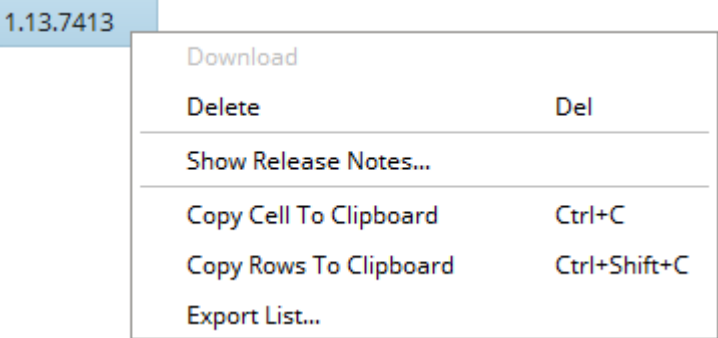 1.13.7413
Download
Delete Del
Show Release Notes...
Copy Cell To Clipboard Ctrl+C
Copy Rows To Clipboard Ctrl+Shift+C
Export List...